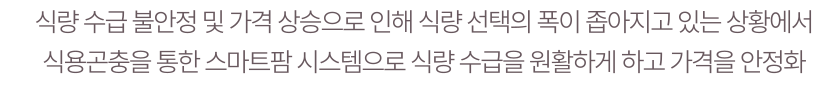 식량 수급 불안정 및 가격 상승으로 인해 식량 선택의 폭이 좁아지고 있는 상황에서
식용곤충을 통한 스마트팜 시스템으로 식량 수급을 원활하게 하고 가격을 안정화